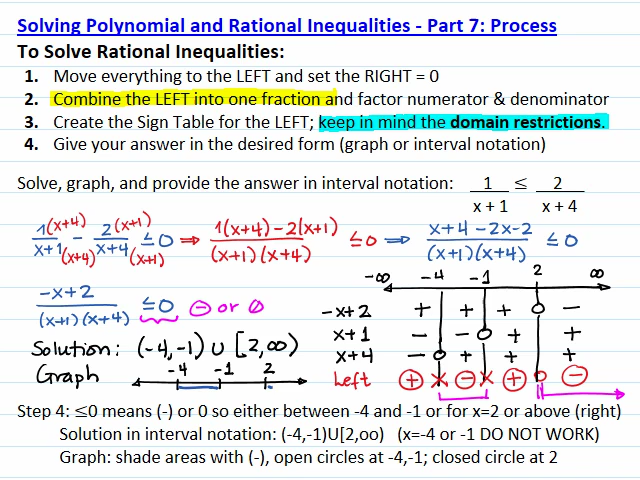 Solving Polynomial and Rational Inequalities - Part 7: Process
To Solve Rational Inequalities:
1. Move everything to the LEFT and set the RIGHT = 0
2. Combine the LEFT into one fraction and factor numerator & denominator
3. Create the Sign Table for the LEFT; keep in mind the domain restrictions.
4. Give your answer in the desired form (graph or interval notation)
Solve, graph, and provide the answer in interval notation: 1 ≤ 2
x + 1 x + 4
1(x+4) 2(x+1) 1(x+4) - 2(x+1) x+4 -2x-2
- ≤0 ⇒ ≤0 ⇒ ≤0
x+1(x+4) x+4(x+1) (x+1)(x+4) (x+1)(x+4)
-∞ -4 -1 2 ∞
-x+2 ≤0 ⊖ or 0
(x+1)(x+4)
-x+2 + + + 0 -
x+1 - - 0 + +
x+4 - 0 + + +
Left ⊕ x ⊖ x ⊕ 0 ⊖
Solution: (-4,-1) ∪ [2,∞)
Graph -4 -1 2
Step 4: ≤0 means (-) or 0 so either between -4 and -1 or for x=2 or above (right)
Solution in interval notation: (-4,-1)U[2,oo) (x=-4 or -1 DO NOT WORK)
Graph: shade areas with (-), open circles at -4,-1; closed circle at 2